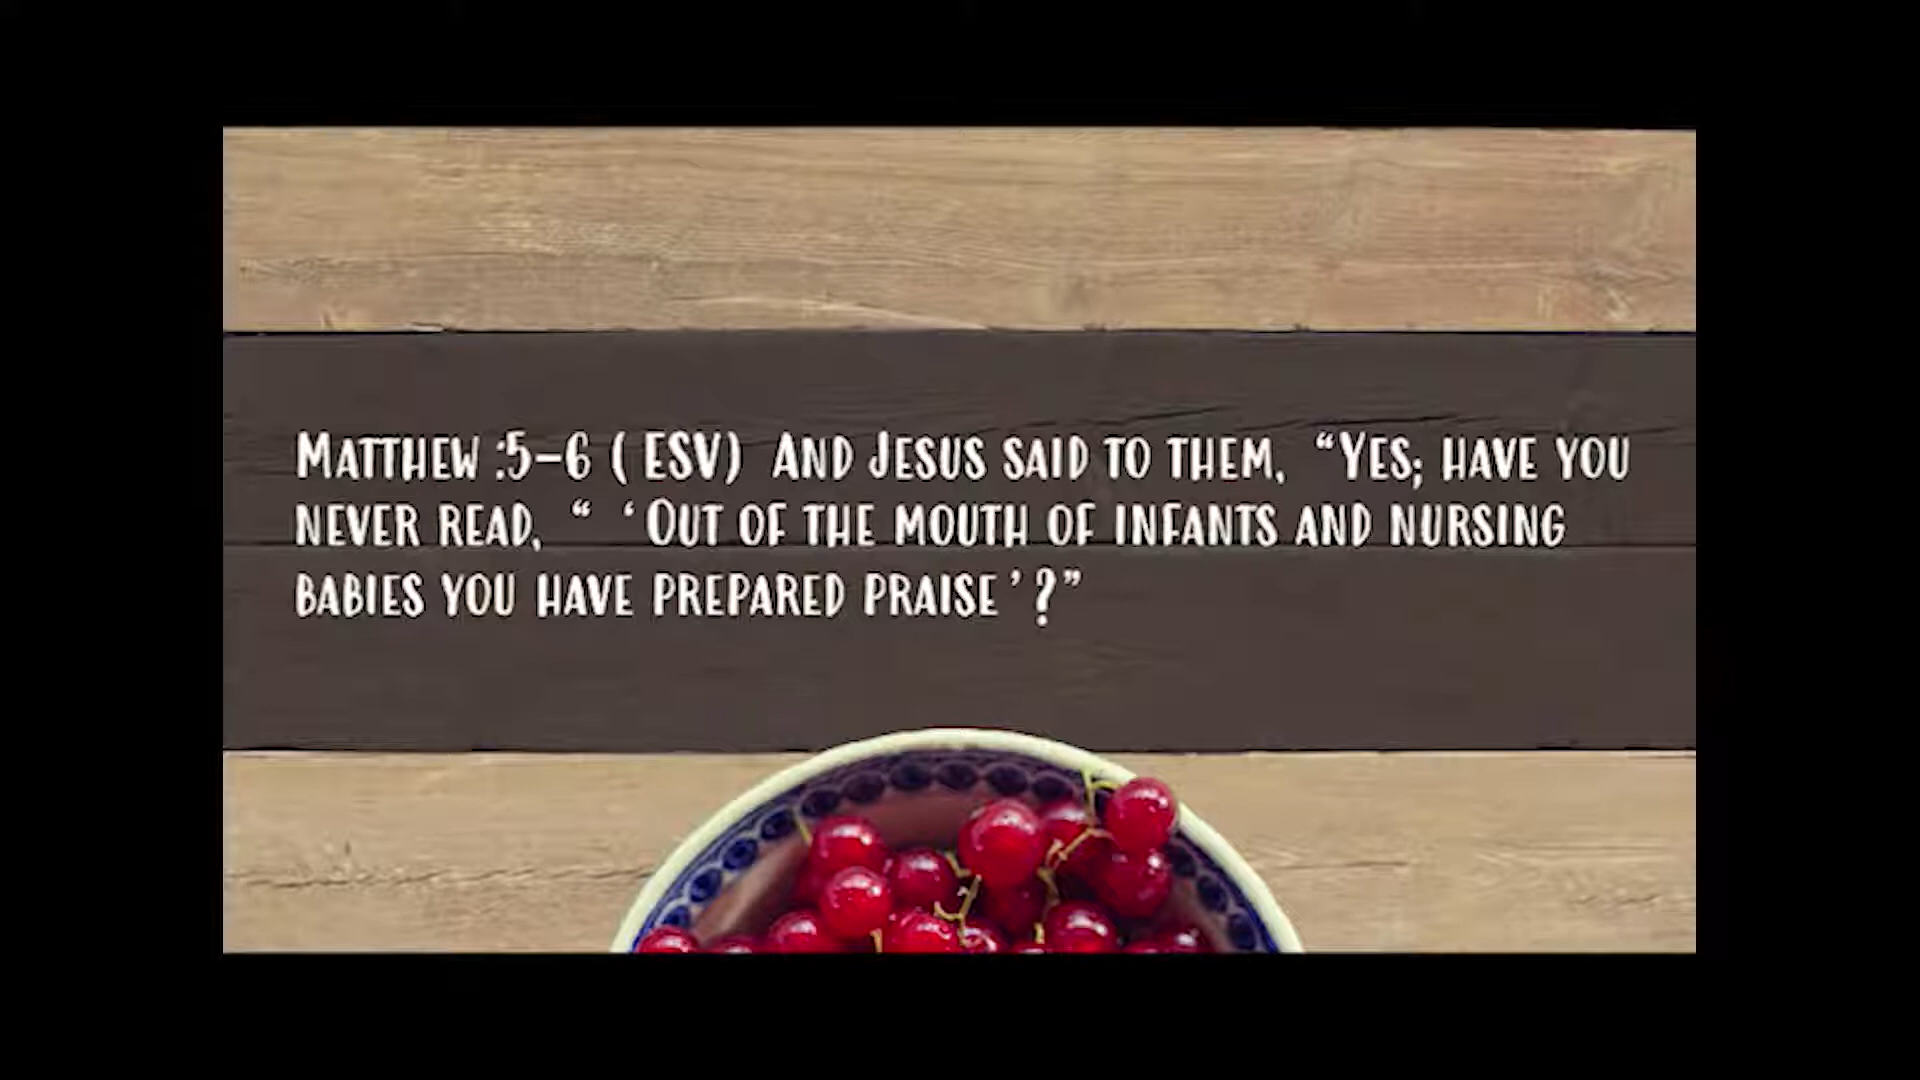 Matthew :5-6 (ESV) And Jesus said to them, “Yes; have you
never read, “ ‘Out of the mouth of infants and nursing
babies you have prepared praise’?”